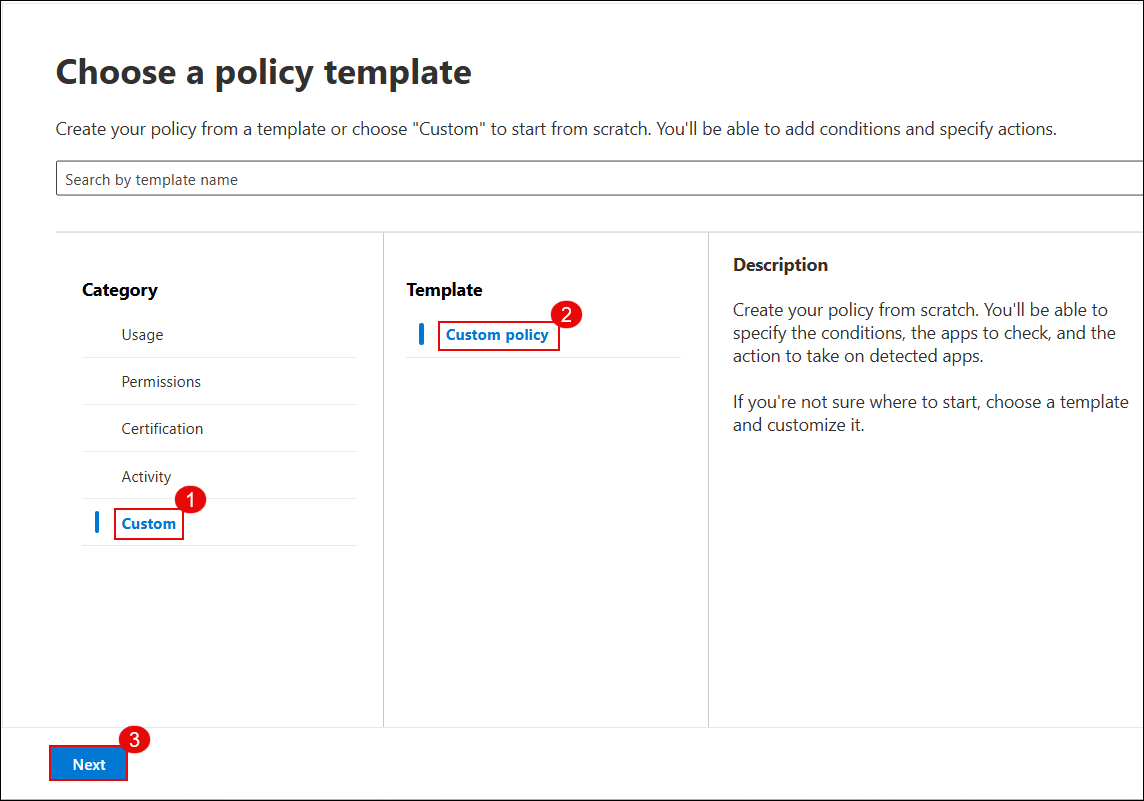 Choose a policy template
Create your policy from a template or choose "Custom" to start from scratch. You'll be able to add conditions and specify actions.
Search by template name
Category
Usage
Permissions
Certification
Activity
1
Custom
Template
2
Custom policy
Description
Create your policy from scratch. You'll be able to
specify the conditions, the apps to check, and the
action to take on detected apps.
If you're not sure where to start, choose a template
and customize it.
3
Next